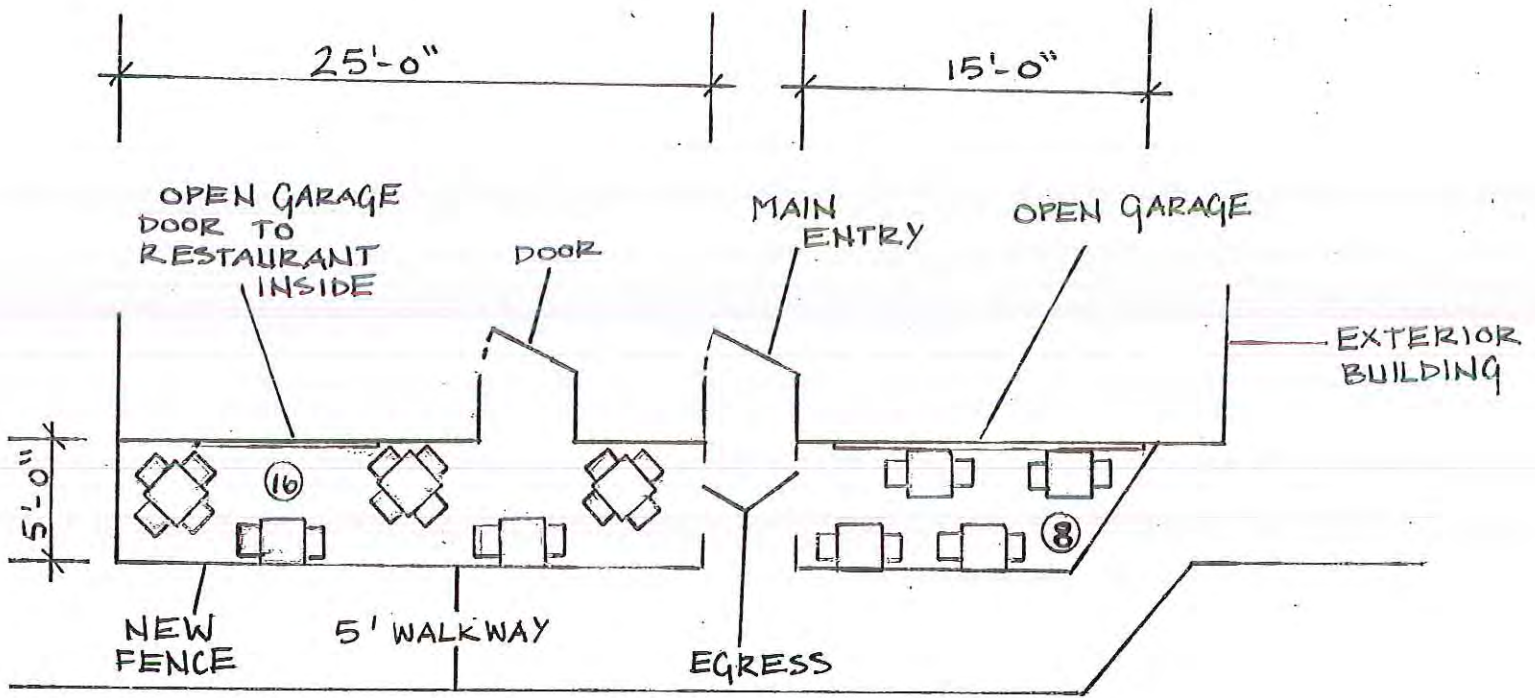 25'-0"
15'-0"
OPEN GARAGE
DOOR TO
RESTAURANT
INSIDE
DOOR
MAIN
ENTRY
OPEN GARAGE
EXTERIOR
BUILDING
5'-0"
16
8
NEW
FENCE
5' WALKWAY
EGRESS